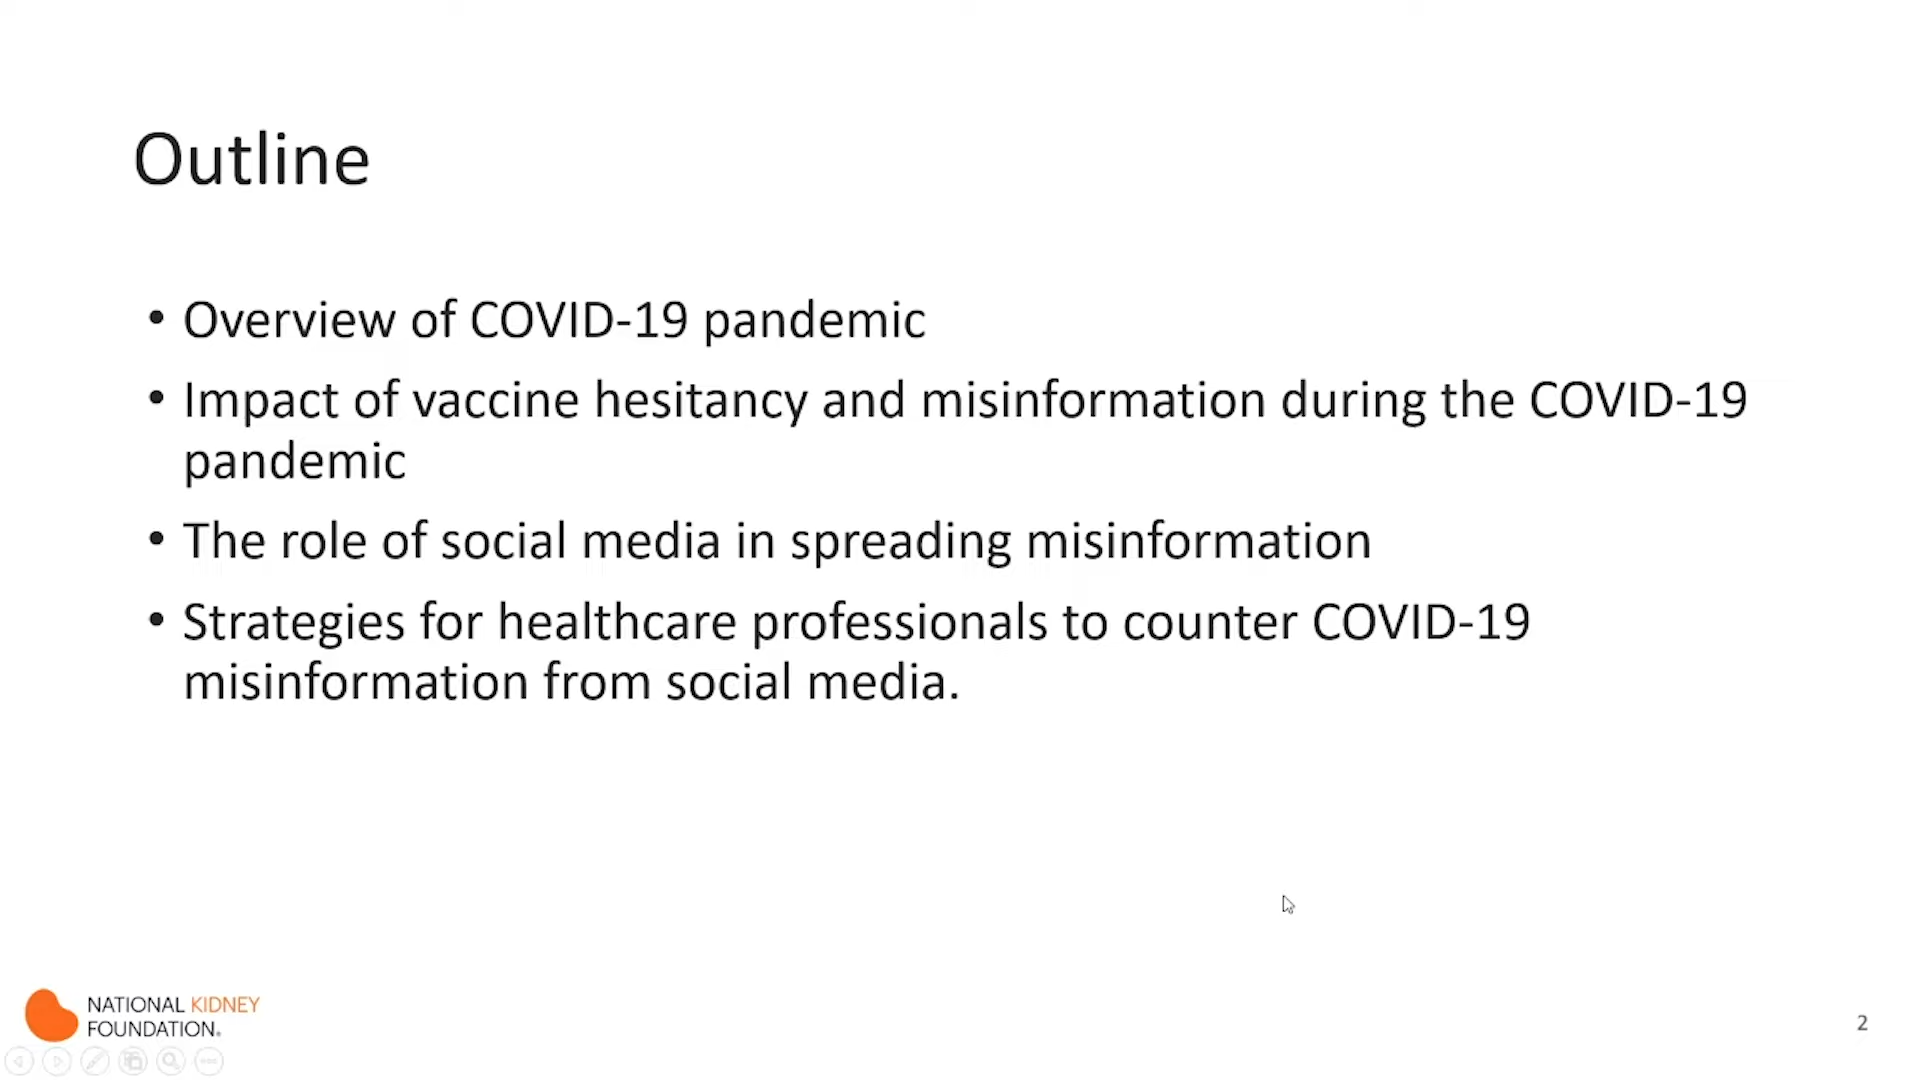 Outline
• Overview of COVID-19 pandemic
• Impact of vaccine hesitancy and misinformation during the COVID-19
pandemic
• The role of social media in spreading misinformation
• Strategies for healthcare professionals to counter COVID-19
misinformation from social media.
NATIONAL KIDNEY
FOUNDATION®
2